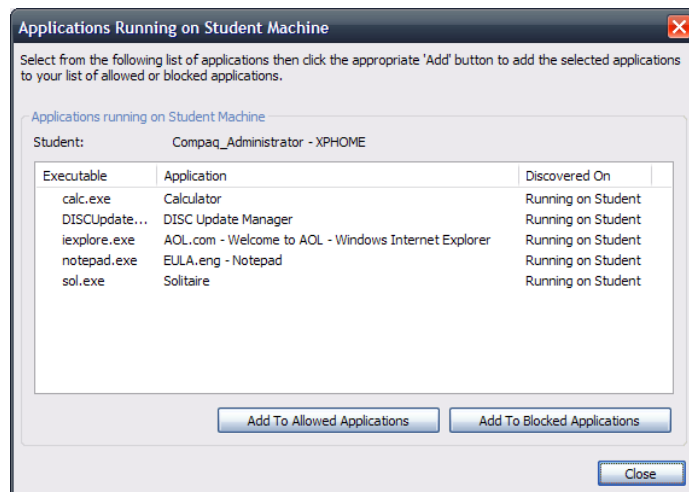 Applications Running on Student Machine
Select from the following list of applications then click the appropriate 'Add' button to add the selected applications
to your list of allowed or blocked applications.
Applications running on Student Machine
Student: Compaq_Administrator - XPHOME
Executable Application Discovered On
calc.exe Calculator Running on Student
DISCUpdate... DISC Update Manager Running on Student
iexplore.exe AOL.com - Welcome to AOL - Windows Internet Explorer Running on Student
notepad.exe EULA.eng - Notepad Running on Student
sol.exe Solitaire Running on Student
Add To Allowed Applications Add To Blocked Applications
Close